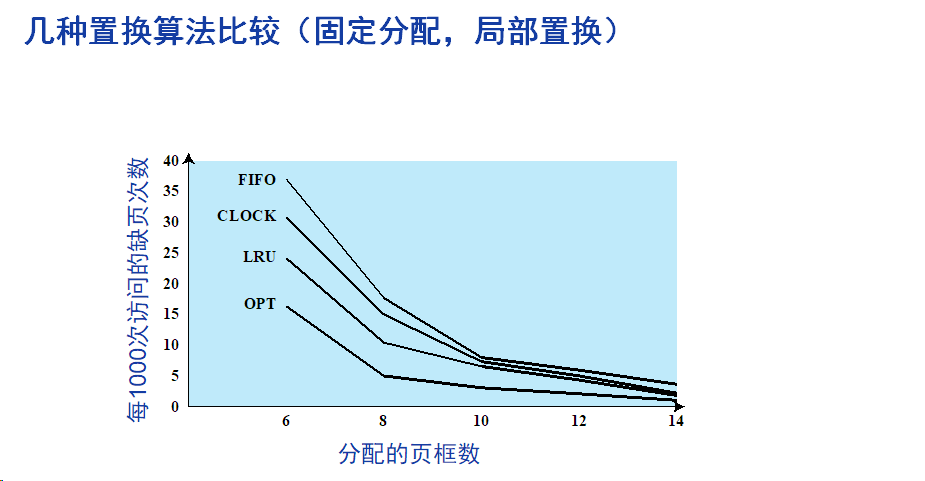 几种置换算法比较（固定分配，局部置换）
每1000次访问的缺页次数
40
35
30
25
20
15
10
5
0
FIFO
CLOCK
LRU
OPT
6 8 10 12 14
分配的页框数